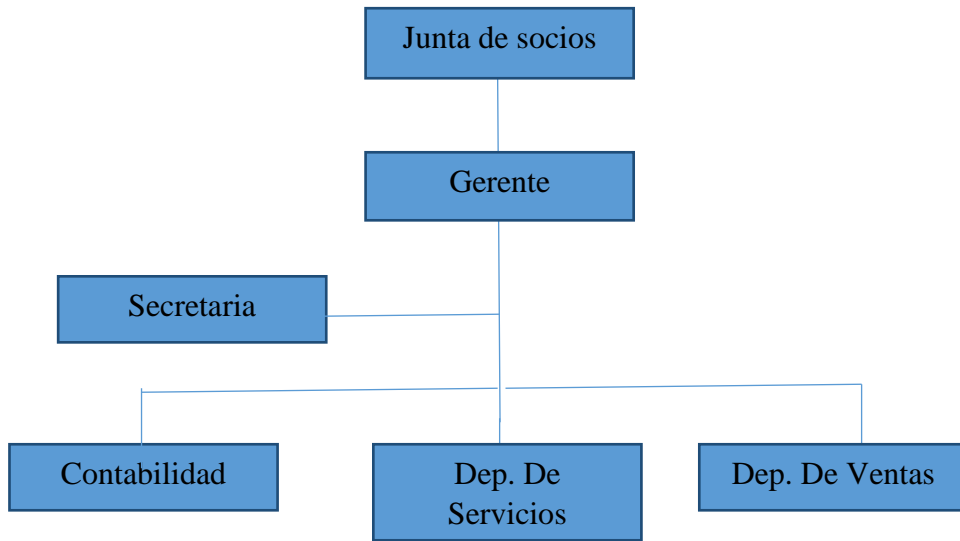 Junta de socios
Gerente
Secretaria
Contabilidad
Dep. De
Servicios
Dep. De Ventas